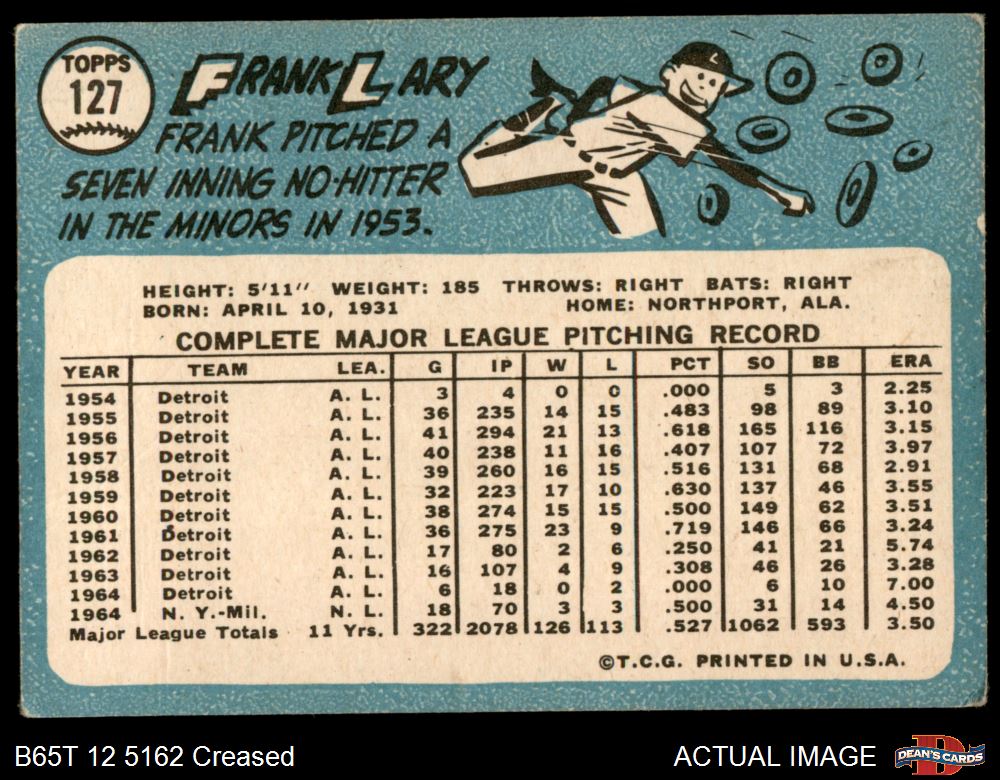 TOPPS
127
FRANK LARY
FRANK PITCHED A
SEVEN INNING NO-HITTER
IN THE MINORS IN 1953.
L
HEIGHT: 5'11" WEIGHT: 185 THROWS: RIGHT BATS: RIGHT
BORN: APRIL 10, 1931 HOME: NORTHPORT, ALA.
COMPLETE MAJOR LEAGUE PITCHING RECORD
YEAR TEAM LEA. G IP W L PCT SO BB ERA
1954 Detroit A. L. 3 4 0 0 .000 5 3 2.25
1955 Detroit A. L. 36 235 14 15 .483 98 89 3.10
1956 Detroit A. L. 41 294 21 13 .618 165 116 3.15
1957 Detroit A. L. 40 238 11 16 .407 107 72 3.97
1958 Detroit A. L. 39 260 16 15 .516 131 68 2.91
1959 Detroit A. L. 32 223 17 10 .630 137 46 3.55
1960 Detroit A. L. 38 274 15 15 .500 149 62 3.51
1961 Detroit A. L. 36 275 23 9 .719 146 66 3.24
1962 Detroit A. L. 17 80 2 6 .250 41 21 5.74
1963 Detroit A. L. 16 107 4 9 .308 46 26 3.28
1964 Detroit A. L. 6 18 0 2 .000 6 10 7.00
1964 N. Y.-Mil. N. L. 18 70 3 3 .500 31 14 4.50
Major League Totals 11 Yrs. 322 2078 126 113 .527 1062 593 3.50
©T.C.G. PRINTED IN U.S.A.
B65T 12 5162 Creased ACTUAL IMAGE DEAN'S CARDS